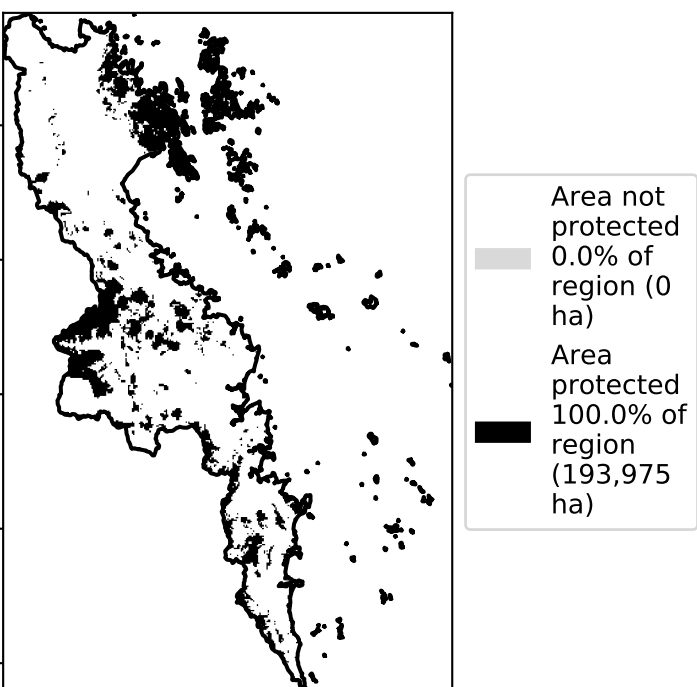 Area not
protected
0.0% of
region (0
ha)
Area
protected
100.0% of
region
(193,975
ha)